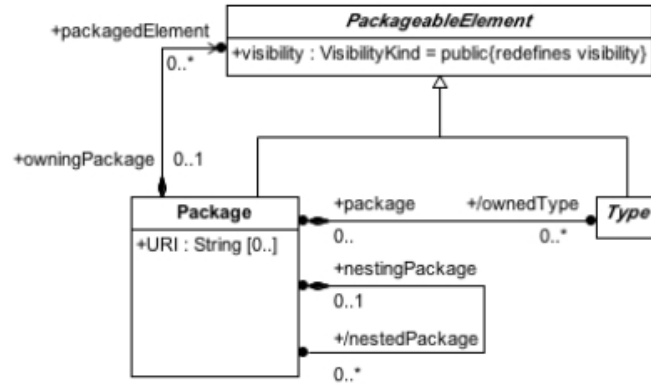 PackageableElement
+packagedElement
+visibility : VisibilityKind = public{redefines visibility}
0..*
+owningPackage
0..1
Package
+package
+/ownedType
Type
+URI : String [0..]
0..
0..*
+nestingPackage
0..1
+/nestedPackage
0..*